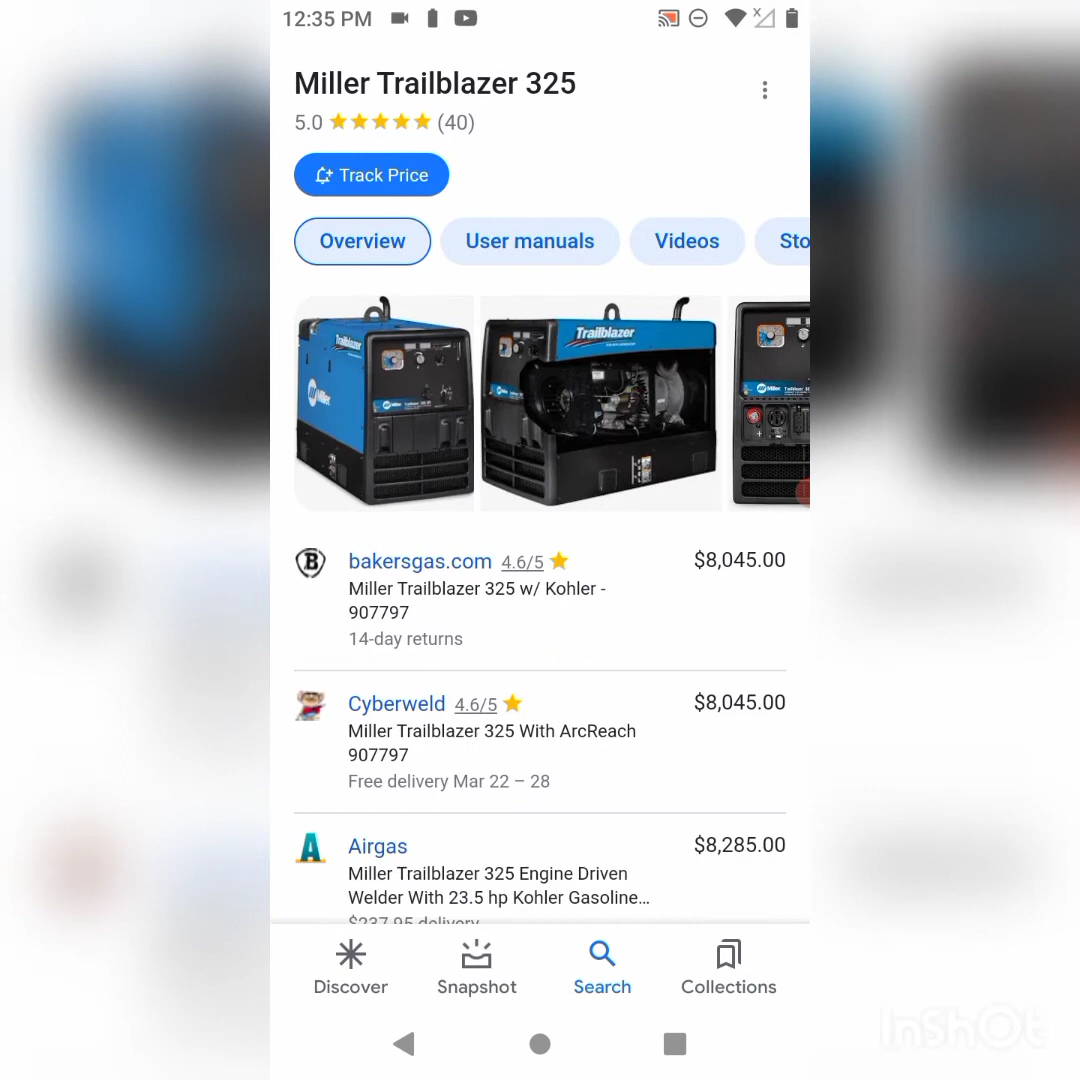 12:35 PM
Miller Trailblazer 325
5.0 (40)
Track Price
Overview
User manuals
Videos
Sto
Trailblazer
Miller
Trailblazer
Miller
bakersgas.com 4.6/5
$8,045.00
Miller Trailblazer 325 w/ Kohler -
907797
14-day returns
Cyberweld 4.6/5
$8,045.00
Miller Trailblazer 325 With ArcReach
907797
Free delivery Mar 22 – 28
A
Airgas
$8,285.00
Miller Trailblazer 325 Engine Driven
Welder With 23.5 hp Kohler Gasoline...
$237.95 delivery
Discover
Snapshot
Search
Collections
InShOt